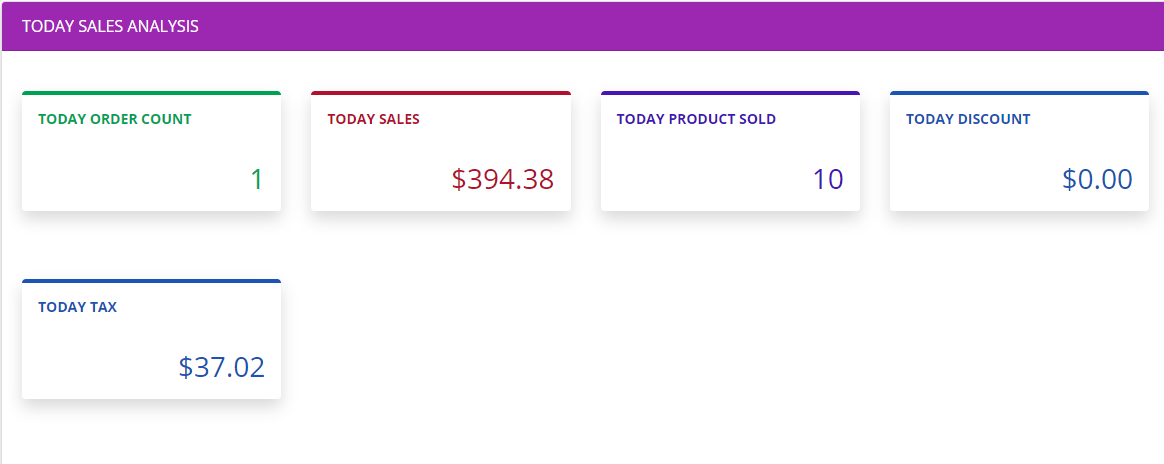 TODAY SALES ANALYSIS
TODAY ORDER COUNT
1
TODAY SALES
$394.38
TODAY PRODUCT SOLD
10
TODAY DISCOUNT
$0.00
TODAY TAX
$37.02